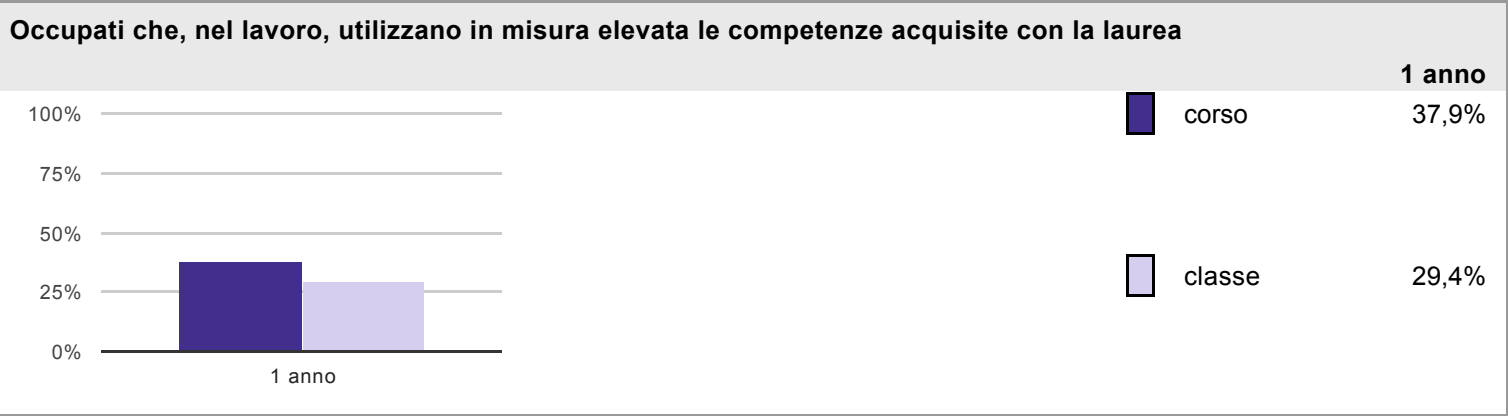 Occupati che, nel lavoro, utilizzano in misura elevata le competenze acquisite con la laurea
1 anno
100%
75%
50%
25%
0%
1 anno
corso 37,9%
classe 29,4%